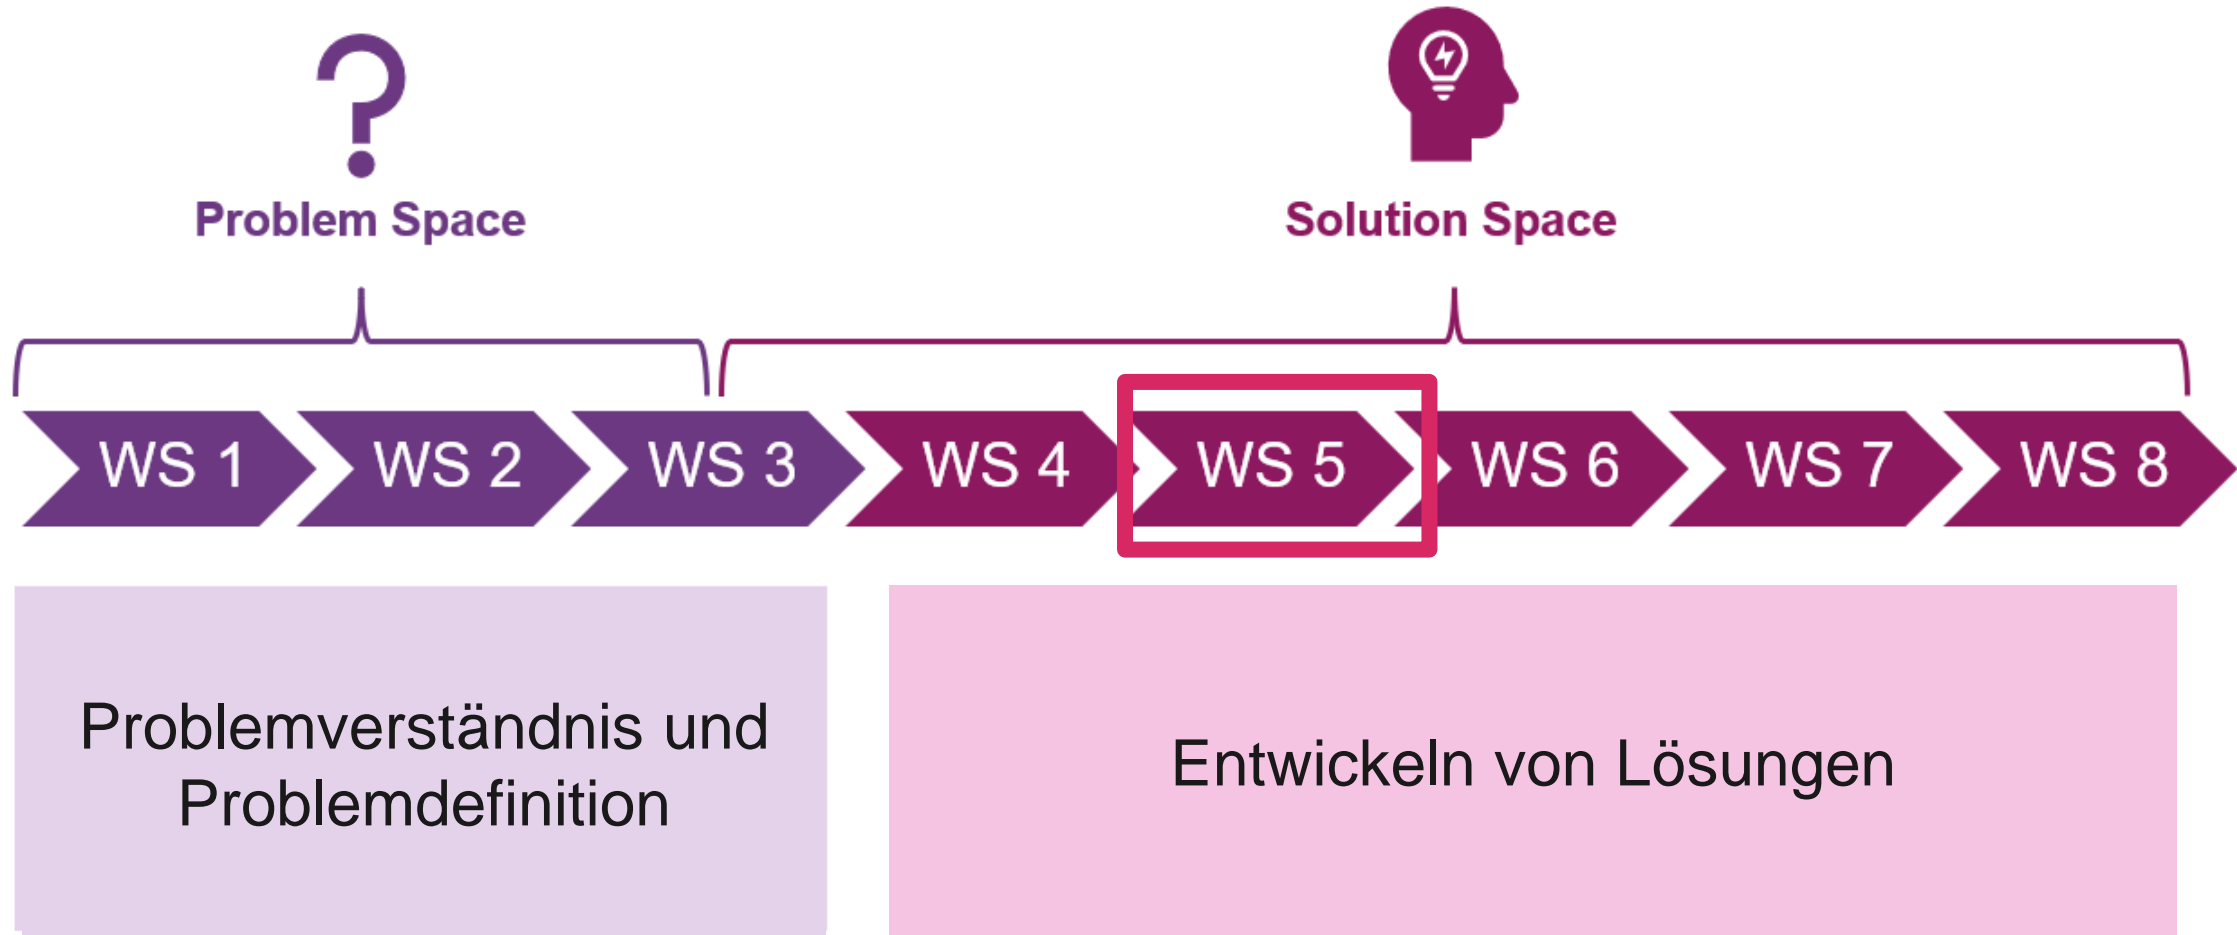 Problem Space
Solution Space
WS 1
WS 2
WS 3
WS 4
WS 5
WS 6
WS 7
WS 8
Problemverständnis und
Problemdefinition
Entwickeln von Lösungen